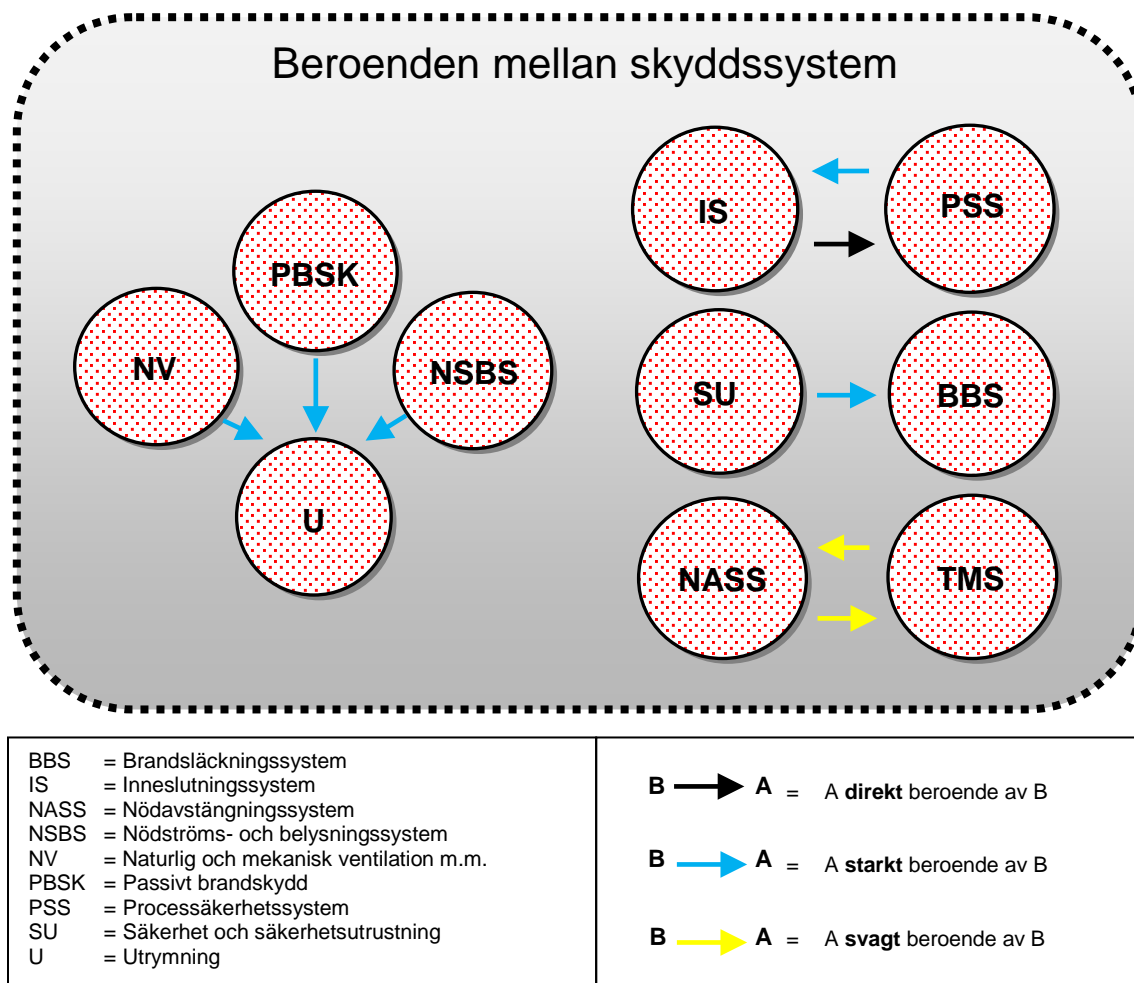 Beroenden mellan skyddssystem
PBSK
NV
NSBS
U
IS
PSS
SU
BBS
NASS
TMS
BBS = Brandsläckningssystem
IS = Inneslutningssystem
NASS = Nödavstängningssystem
NSBS = Nödströms- och belysningssystem
NV = Naturlig och mekanisk ventilation m.m.
PBSK = Passivt brandskydd
PSS = Processäkerhetssystem
SU = Säkerhet och säkerhetsutrustning
U = Utrymning
B A = A direkt beroende av B
B A = A starkt beroende av B
B A = A svagt beroende av B